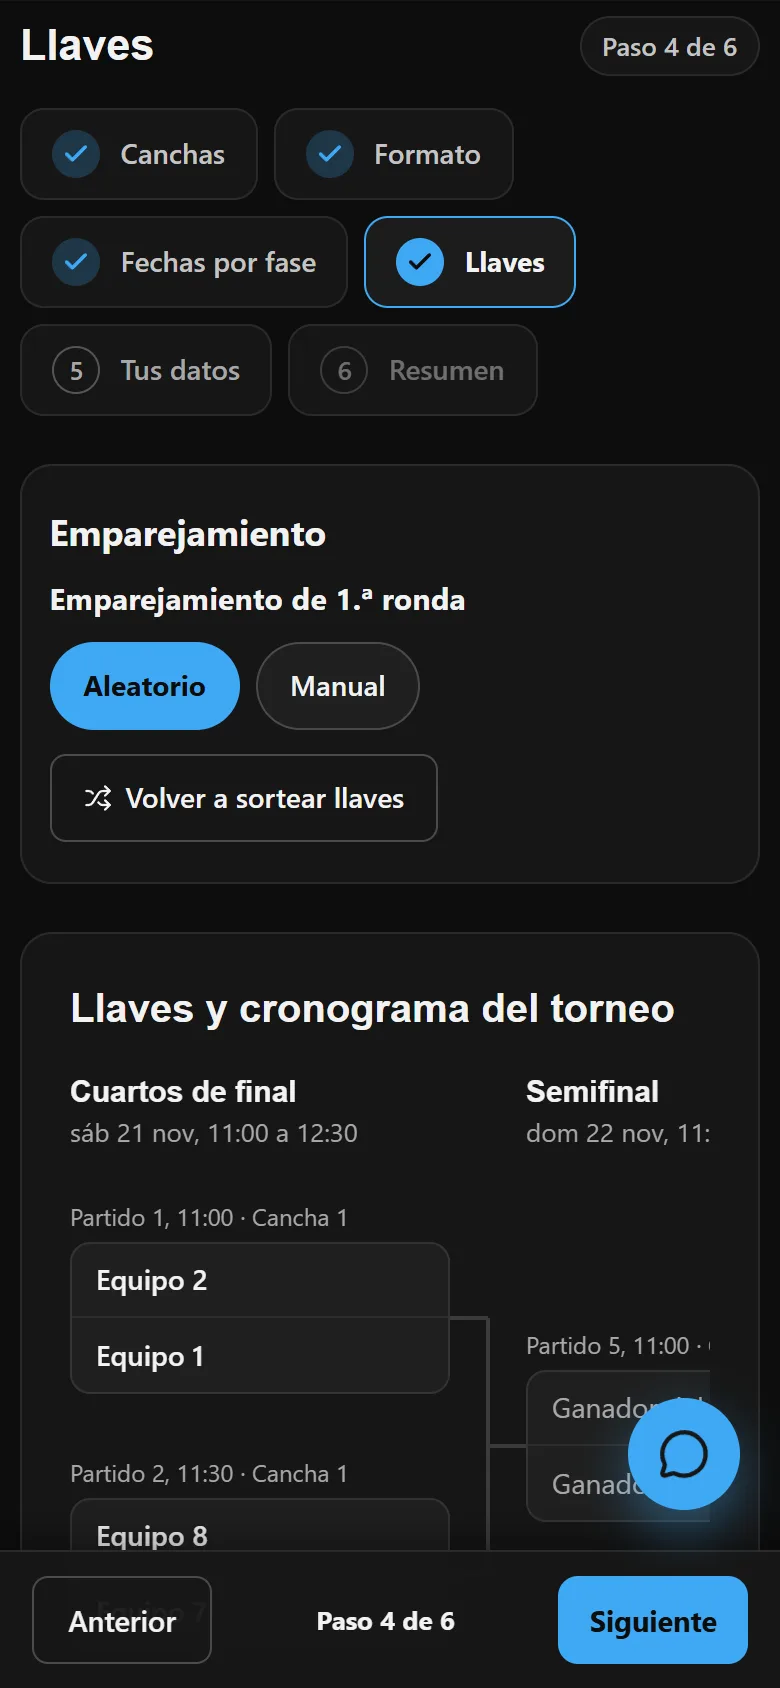 Llaves
Paso 4 de 6
Canchas
Formato
Fechas por fase
Llaves
5 Tus datos
6 Resumen
Emparejamiento
Emparejamiento de 1.ª ronda
Aleatorio
Manual
Volver a sortear llaves
Llaves y cronograma del torneo
Cuartos de final
sáb 21 nov, 11:00 a 12:30
Semifinal
dom 22 nov, 11:
Partido 1, 11:00 · Cancha 1
Equipo 2
Equipo 1
Partido 5, 11:00 ·
Partido 2, 11:30 · Cancha 1
Equipo 8
Equipo 7
Anterior
Paso 4 de 6
Siguiente